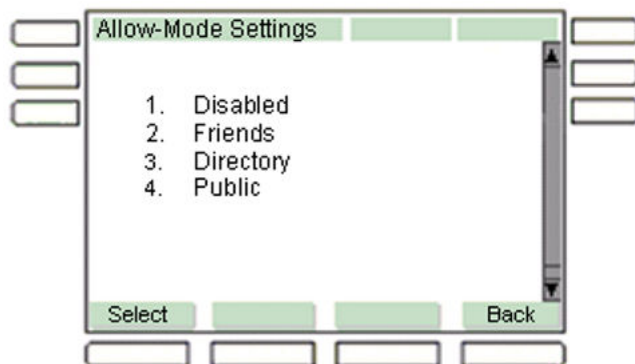 Allow-Mode Settings
1. Disabled
2. Friends
3. Directory
4. Public
Select Back